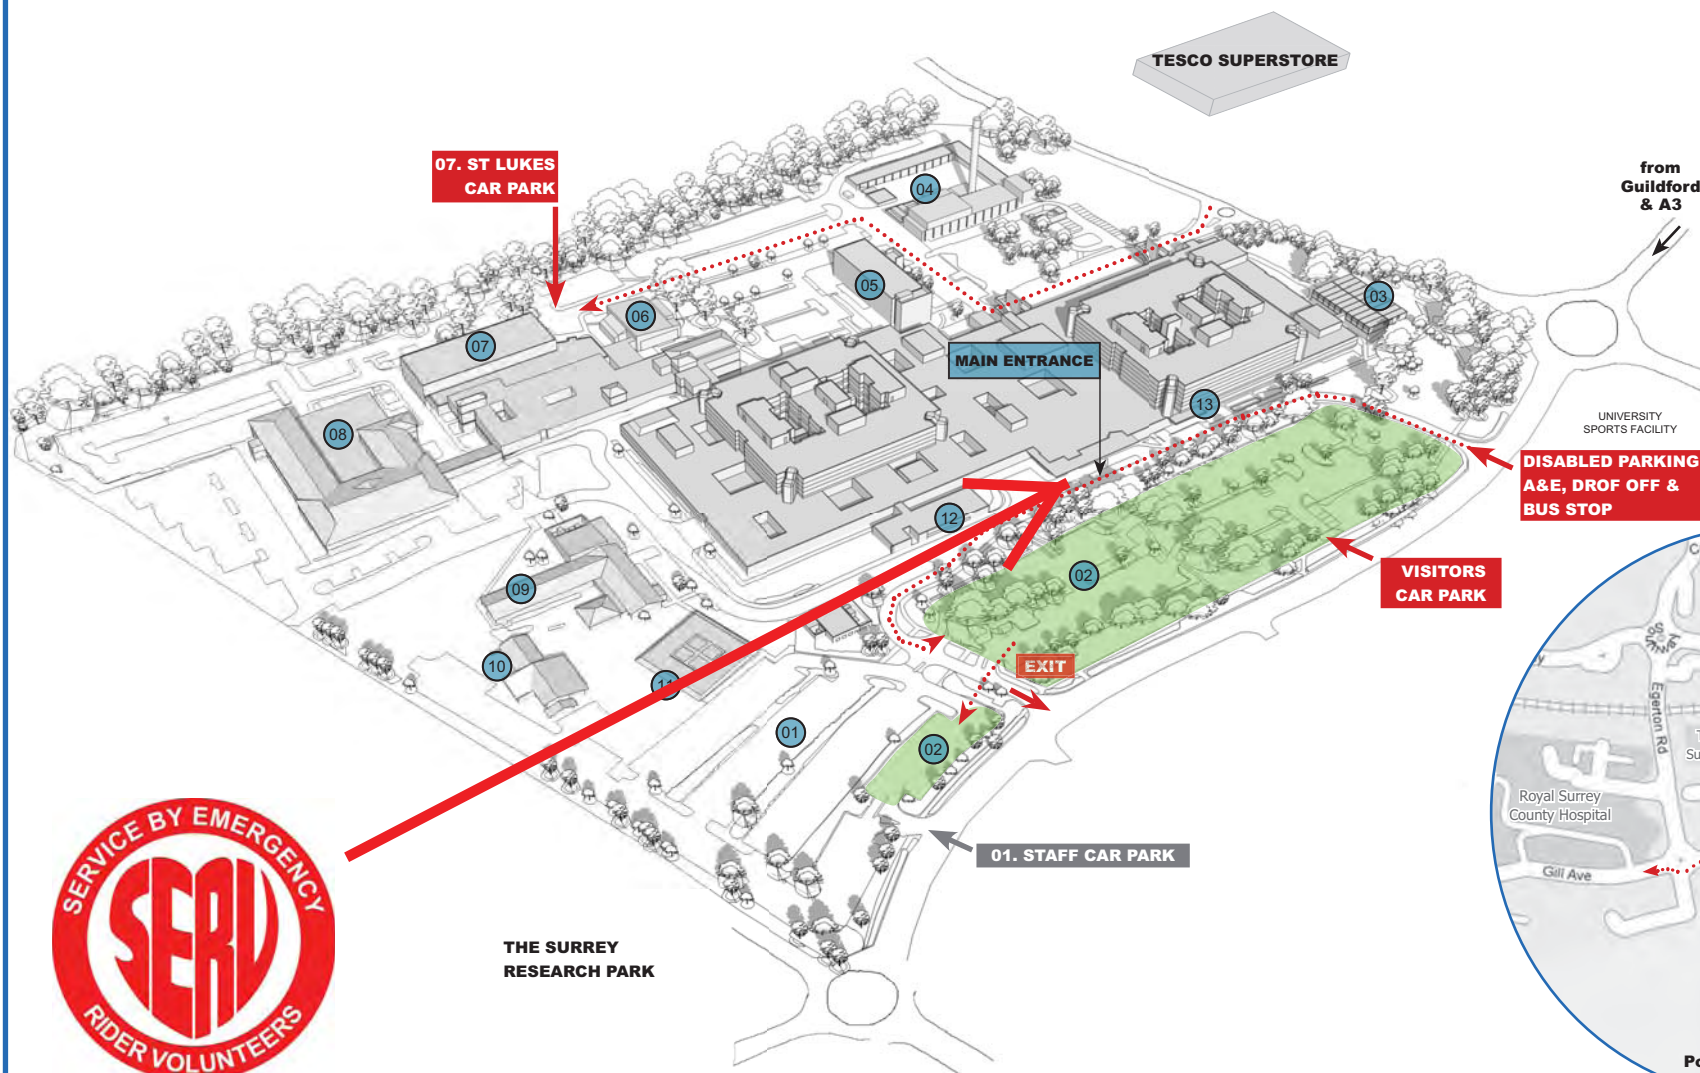 TESCO SUPERSTORE
07. ST LUKES
CAR PARK
from
Guildford
& A3
04
05
03
06
07
MAIN ENTRANCE
13
08
UNIVERSITY
SPORTS FACILITY
DISABLED PARKING
A&E, DROF OFF &
BUS STOP
12
02
VISITORS
CAR PARK
09
10
11
EXIT
01
02
01. STAFF CAR PARK
THE SURREY
RESEARCH PARK
SERVICE BY EMERGENCY
SERV
RIDER VOLUNTEERS
Egerton Rd
Royal Surrey
County Hospital
Gill Ave